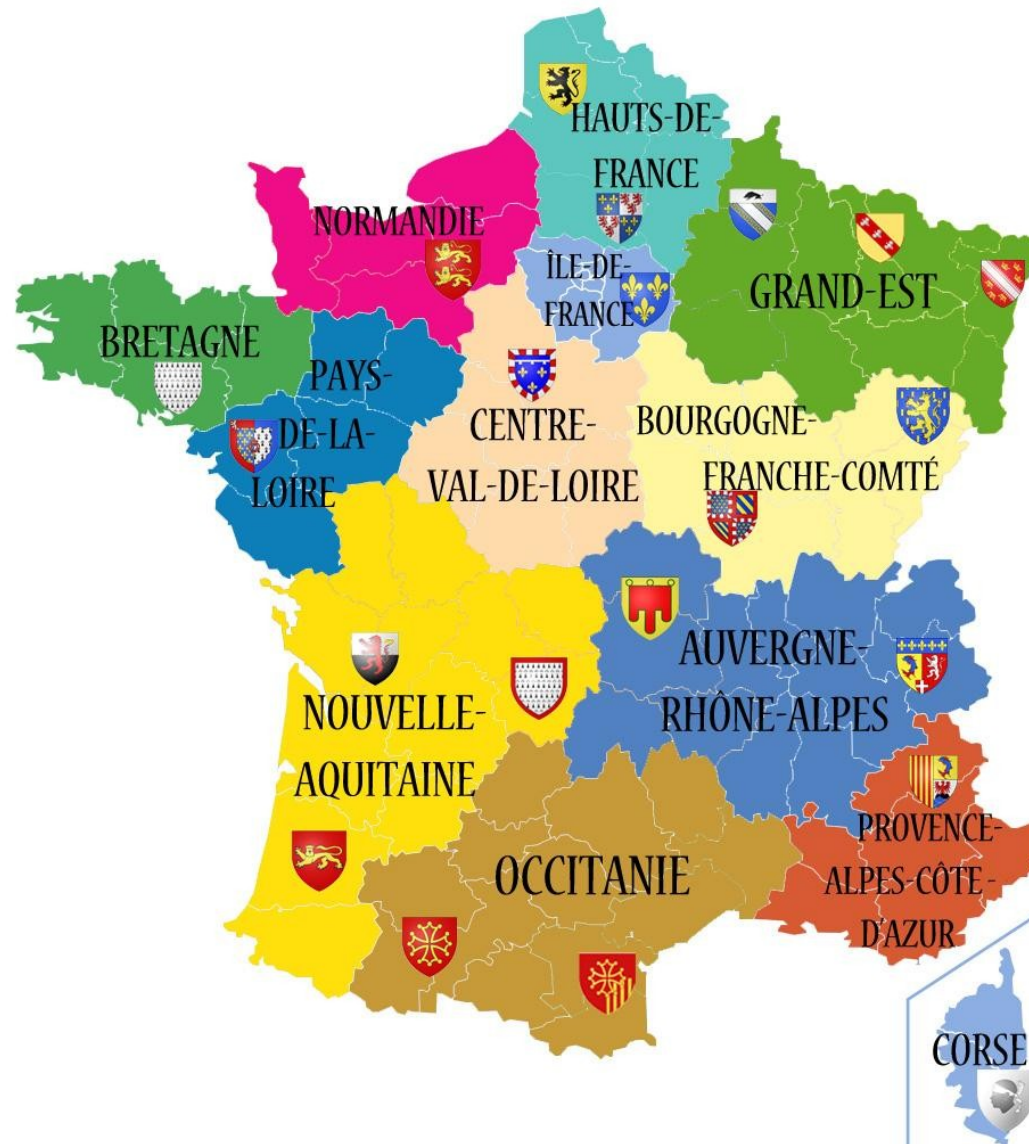 HAUTS-DE-
FRANCE
NORMANDIE
ÎLE-DE-
FRANCE
GRAND-EST
BRETAGNE
PAYS-
DE-LA-
LOIRE
CENTRE-
VAL-DE-LOIRE
BOURGOGNE-
FRANCHE-COMTÉ
NOUVELLE-
AQUITAINE
AUVERGNE-
RHÔNE-ALPES
OCCITANIE
PROVENCE-
ALPES-CÔTE-
D'AZUR
CORSE